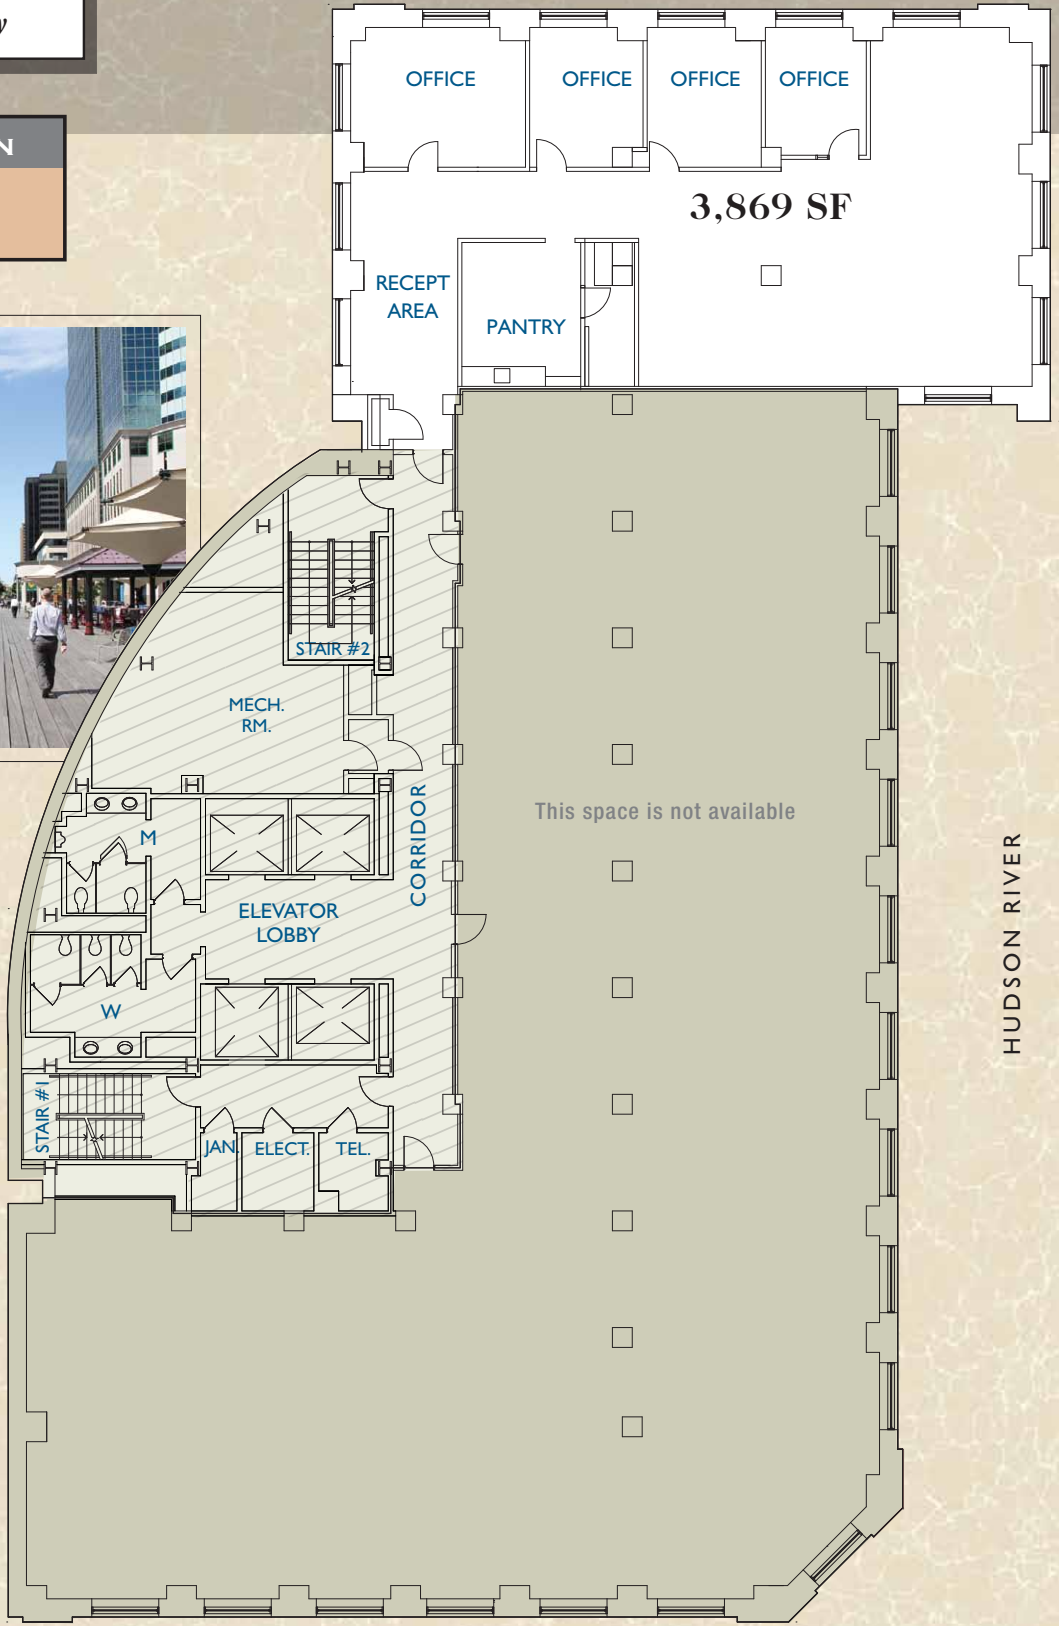 OFFICE
OFFICE
OFFICE
OFFICE
3,869 SF
RECEPT
AREA
PANTRY
STAIR #2
MECH.
RM.
CORRIDOR
This space is not available
M
ELEVATOR
LOBBY
HUDSON RIVER
W
STAIR #1
JAN.
ELECT.
TEL.